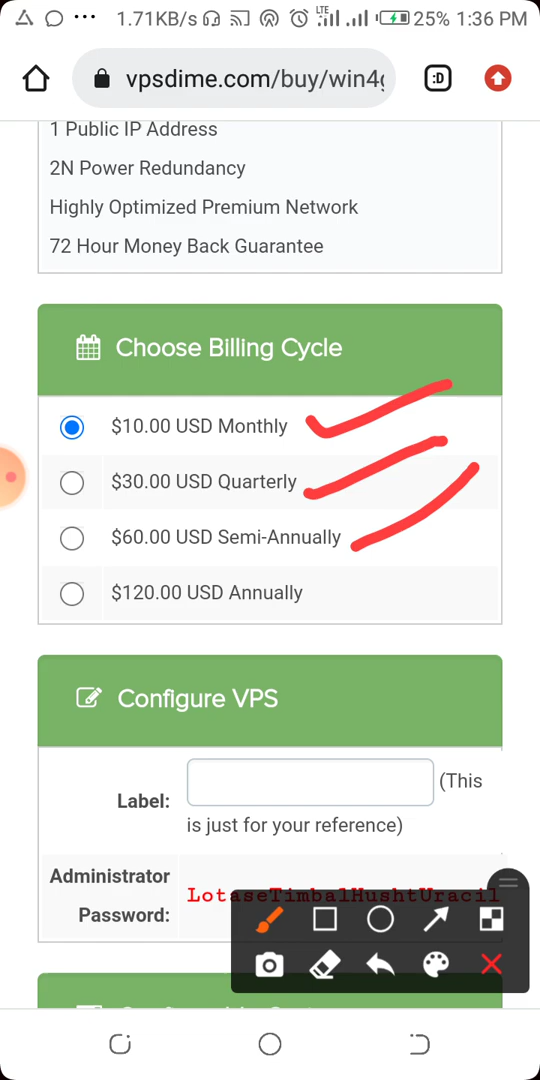 1.71KB/s LTE 25% 1:36 PM
vpsdime.com/buy/win4g :D
1 Public IP Address
2N Power Redundancy
Highly Optimized Premium Network
72 Hour Money Back Guarantee
Choose Billing Cycle
$10.00 USD Monthly
$30.00 USD Quarterly
$60.00 USD Semi-Annually
$120.00 USD Annually
Configure VPS
Label: (This
is just for your reference)
Administrator
Password:
LotaseTimbalHushtUracil